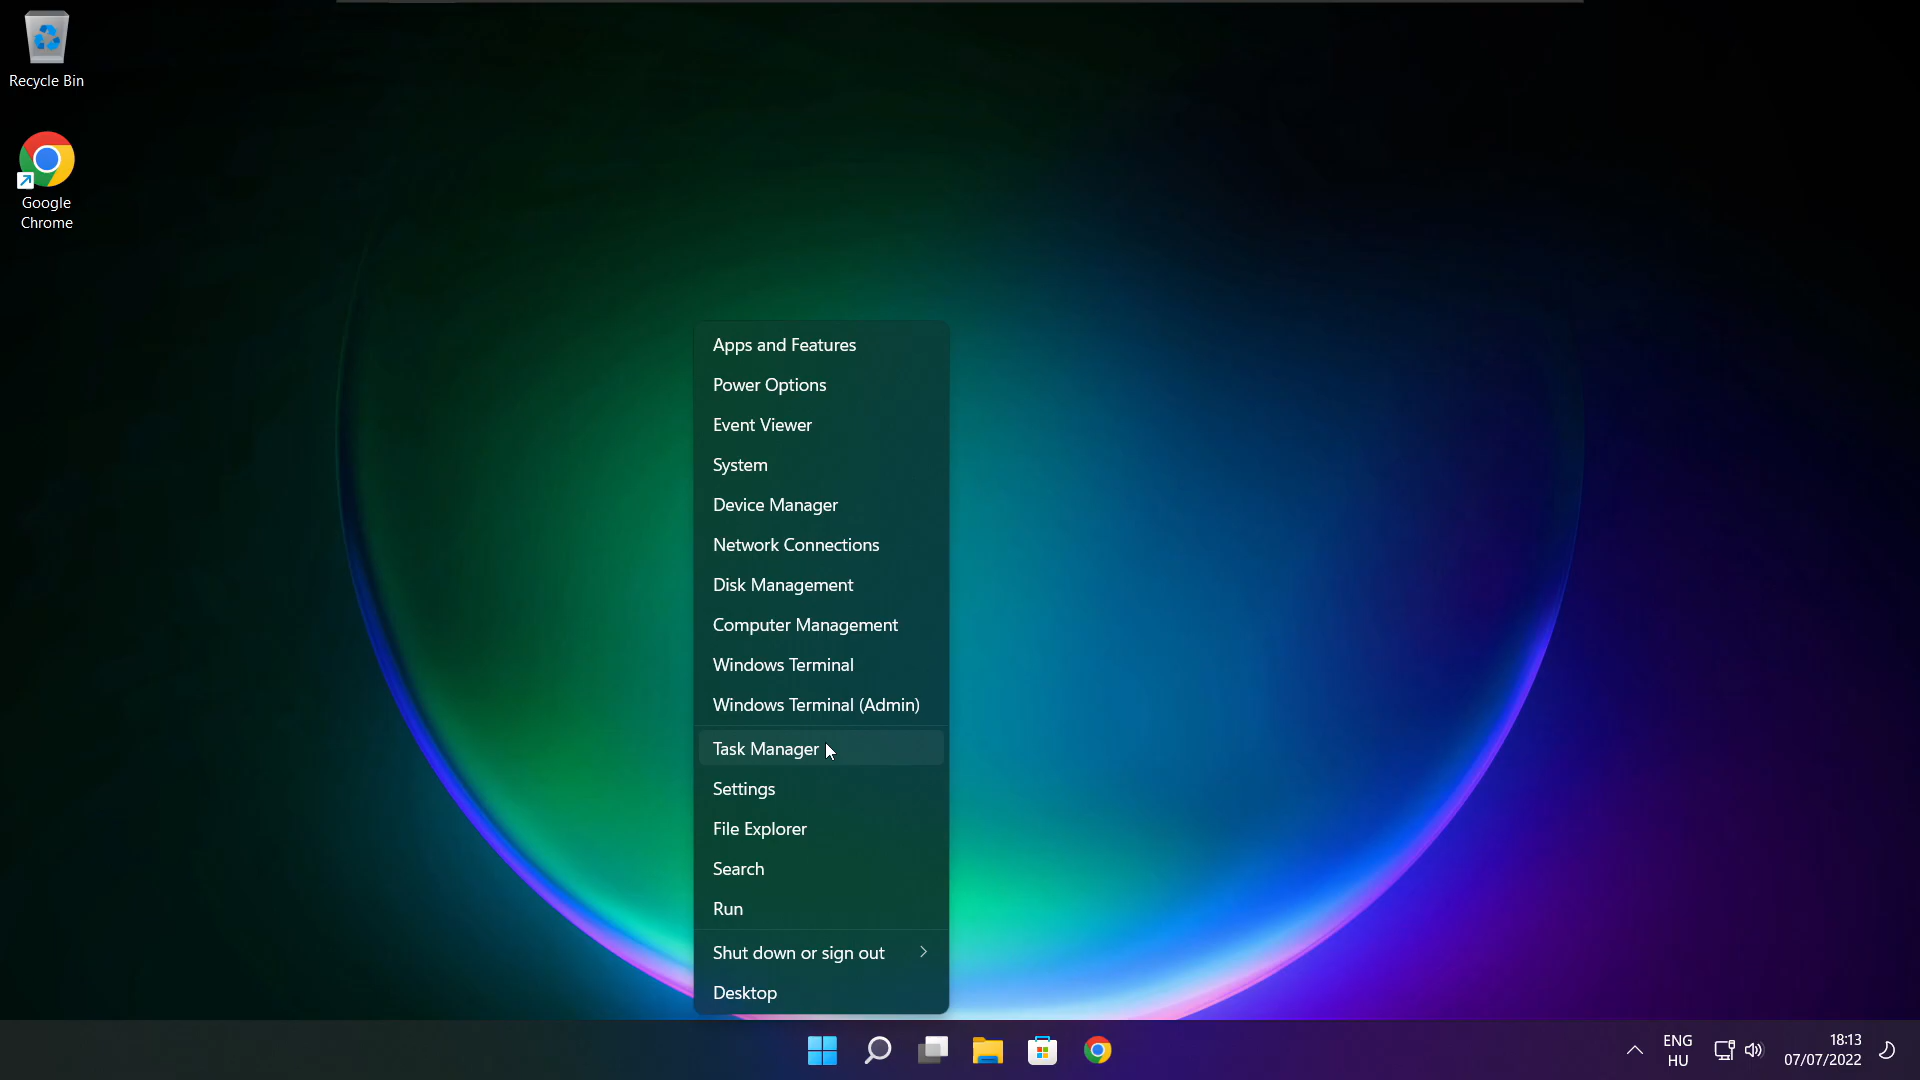 Recycle Bin
Google
Chrome
Apps and Features
Power Options
Event Viewer
System
Device Manager
Network Connections
Disk Management
Computer Management
Windows Terminal
Windows Terminal (Admin)
Task Manager
Settings
File Explorer
Search
Run
Shut down or sign out
Desktop
ENG
HU
18:13
07/07/2022